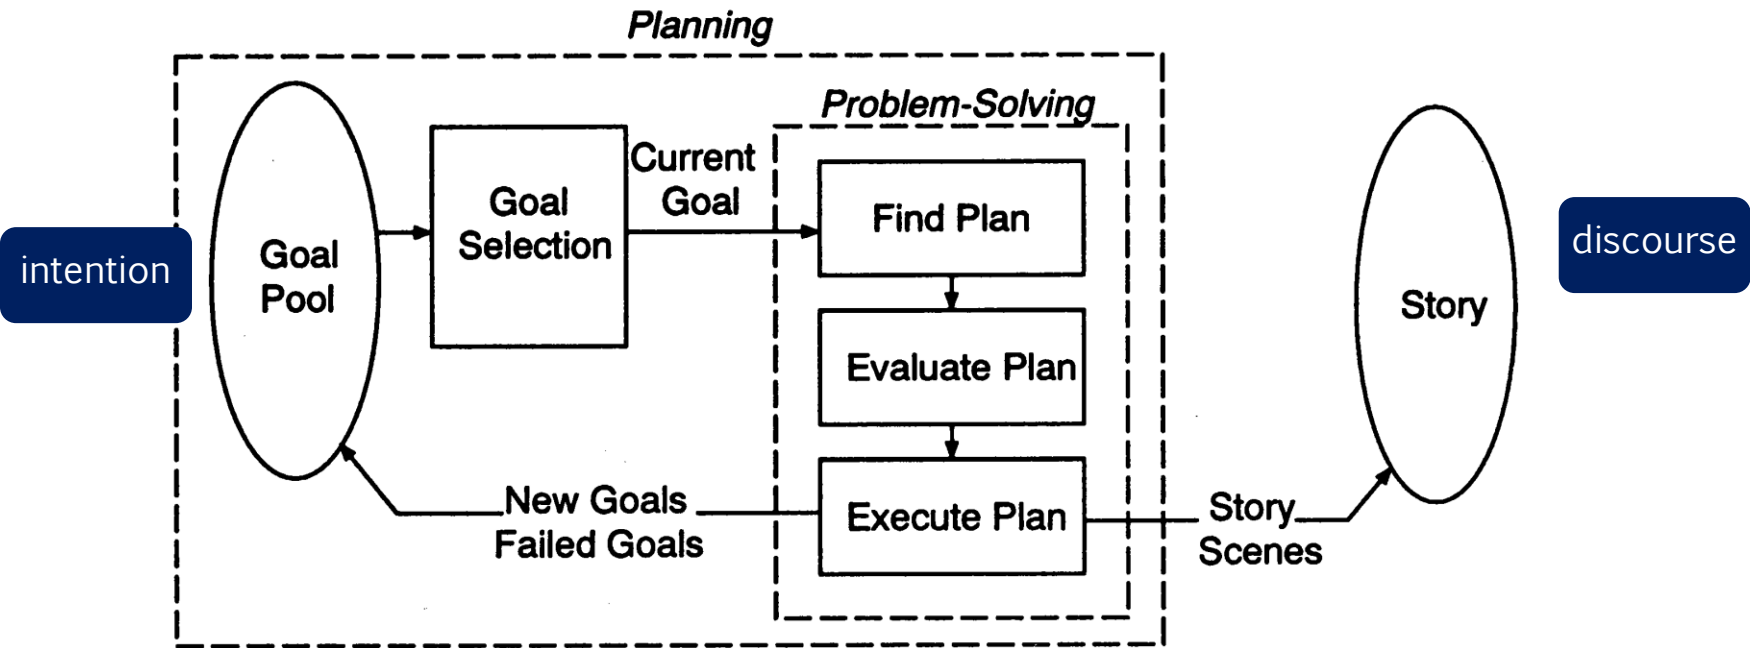 Planning
Problem-Solving
intention
Goal
Pool
Goal
Selection
Current
Goal
Find Plan
Evaluate Plan
Execute Plan
New Goals
Failed Goals
Story
Scenes
Story
discourse